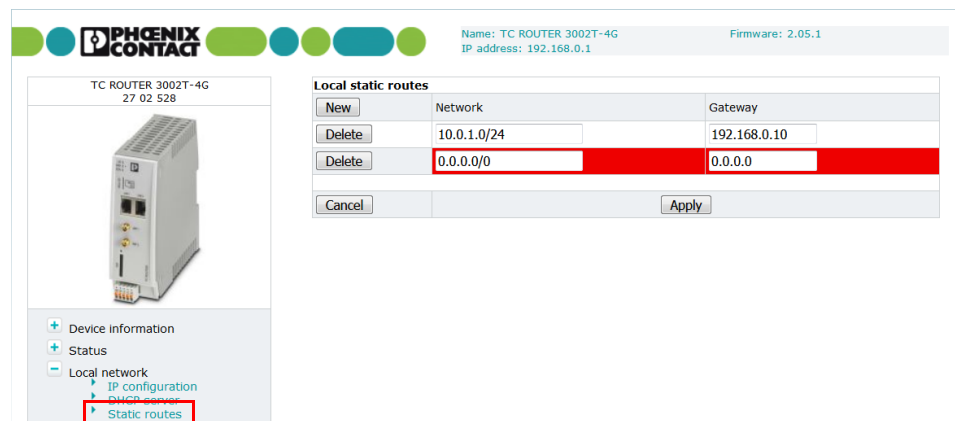 PHŒNIX
CONTACT
Name: TC ROUTER 3002T-4G
IP address: 192.168.0.1
Firmware: 2.05.1
TC ROUTER 3002T-4G
27 02 528
Local static routes
New Network Gateway
Delete 10.0.1.0/24 192.168.0.10
Delete 0.0.0.0/0 0.0.0.0
Cancel Apply
Device information
Status
Local network
IP configuration
DHCP server
Static routes